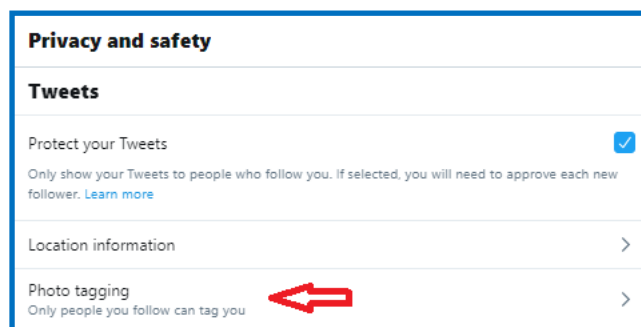 Privacy and safety
Tweets
Protect your Tweets
Only show your Tweets to people who follow you. If selected, you will need to approve each new
follower. Learn more
Location information
Photo tagging
Only people you follow can tag you